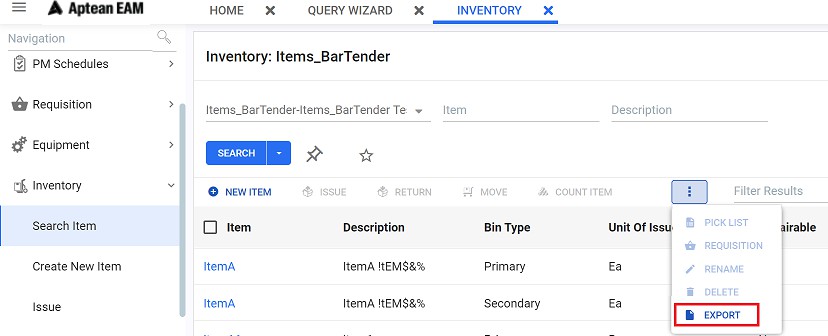 Aptean EAM
HOME
QUERY WIZARD
INVENTORY
Navigation
PM Schedules
Requisition
Equipment
Inventory
Search Item
Create New Item
Issue
Inventory: Items_BarTender
Items_BarTender-Items_BarTender Te
Item
Description
SEARCH
NEW ITEM
ISSUE
RETURN
MOVE
COUNT ITEM
Filter Results
PICK LIST
REQUISITION
RENAME
DELETE
EXPORT
Item Description Bin Type Unit Of Issue airable
ItemA ItemA !tEM$&% Primary Ea
ItemA ItemA !tEM$&% Secondary Ea